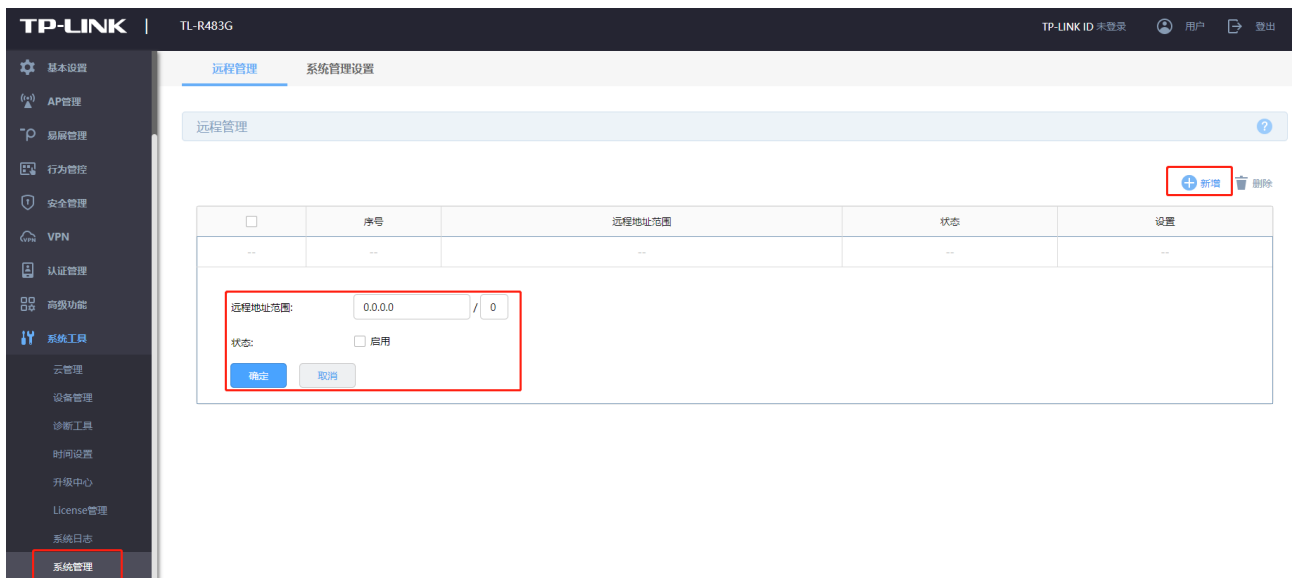 TP-LINK | TL-R483G TP-LINK ID 未登录 用户 登出
基本设置
AP管理
易展管理
行为管控
安全管理
VPN
认证管理
高级功能
系统工具
云管理
设备管理
诊断工具
时间设置
升级中心
License管理
系统日志
系统管理
远程管理 系统管理设置
远程管理 ?
新增 删除
序号 远程地址范围 状态 设置
-- -- -- -- --
远程地址范围: 0.0.0.0 / 0
状态: 启用
确定 取消